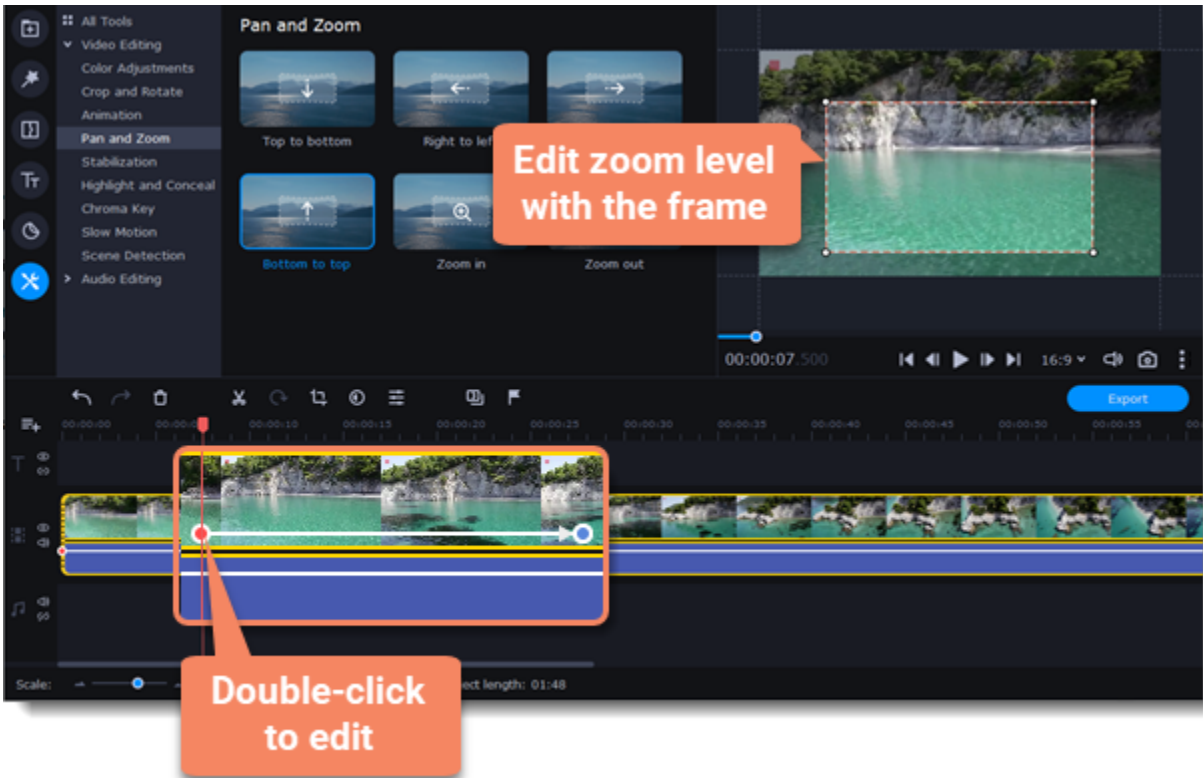 All Tools
Video Editing
Color Adjustments
Crop and Rotate
Animation
Pan and Zoom
Stabilization
Highlight and Conceal
Chroma Key
Slow Motion
Scene Detection
Audio Editing
Pan and Zoom
Top to bottom
Right to lef
Bottom to top
Zoom in
Zoom out
Edit zoom level
with the frame
00:00:07.500
16:9
Export
00:00:00
00:00:10
00:00:15
00:00:20
00:00:25
00:00:30
00:00:35
00:00:40
00:00:45
00:00:50
00:00:55
Scale:
ect length: 01:48
Double-click
to edit